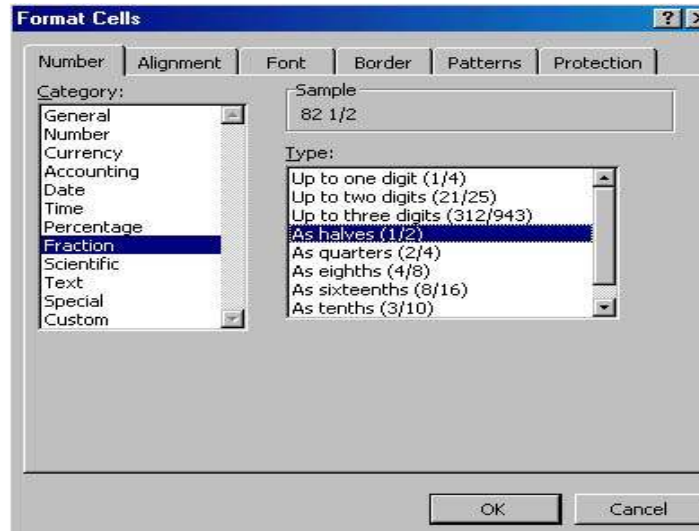 Format Cells
Number Alignment Font Border Patterns Protection
Category:
General
Number
Currency
Accounting
Date
Time
Percentage
Fraction
Scientific
Text
Special
Custom
Sample
82 1/2
Type:
Up to one digit (1/4)
Up to two digits (21/25)
Up to three digits (312/943)
As halves (1/2)
As quarters (2/4)
As eighths (4/8)
As sixteenths (8/16)
As tenths (3/10)
OK Cancel